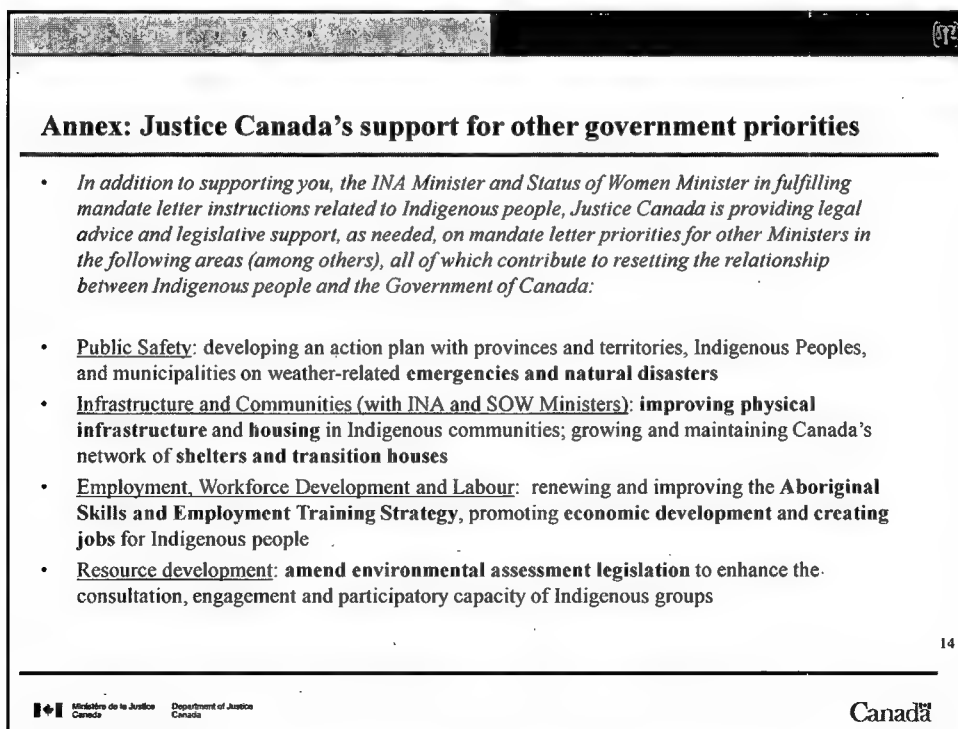 Annex: Justice Canada's support for other government priorities
• In addition to supporting you, the INA Minister and Status of Women Minister in fulfilling
mandate letter instructions related to Indigenous people, Justice Canada is providing legal
advice and legislative support, as needed, on mandate letter priorities for other Ministers in
the following areas (among others), all of which contribute to resetting the relationship
between Indigenous people and the Government of Canada:
• Public Safety: developing an action plan with provinces and territories, Indigenous Peoples,
and municipalities on weather-related emergencies and natural disasters
• Infrastructure and Communities (with INA and SOW Ministers): improving physical
infrastructure and housing in Indigenous communities; growing and maintaining Canada's
network of shelters and transition houses
• Employment, Workforce Development and Labour: renewing and improving the Aboriginal
Skills and Employment Training Strategy, promoting economic development and creating
jobs for Indigenous people
• Resource development: amend environmental assessment legislation to enhance the
consultation, engagement and participatory capacity of Indigenous groups
14
Ministère de la Justice Department of Justice
Canada Canada
Canada